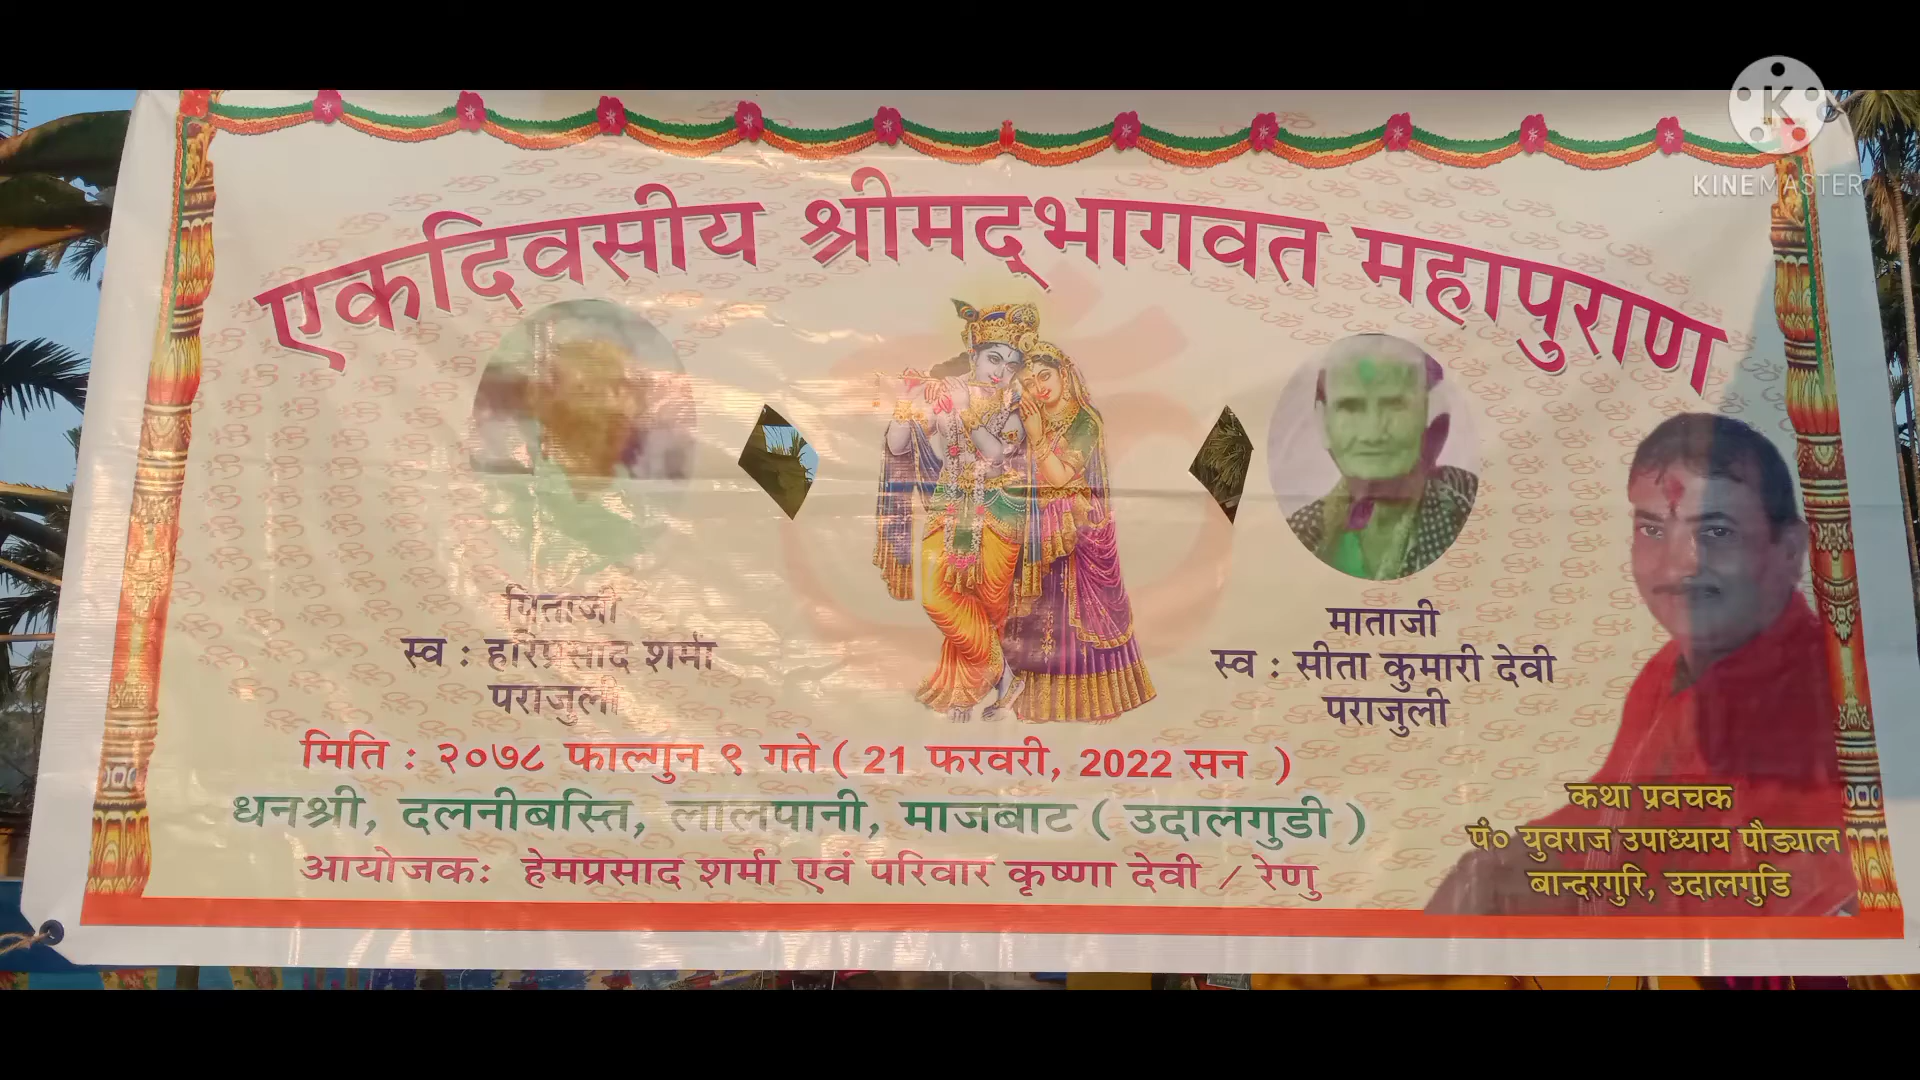 KINEMASTER
एकदिवसीय श्रीमद्भागवत महापुराण
पिताजी
स्व : हरिप्रसाद शर्मा
पराजुली
माताजी
स्व : सीता कुमारी देवी
पराजुली
मिति : २०७८ फाल्गुन ९ गते ( 21 फरवरी, 2022 सन )
धनश्री, दलनीबस्ति, लालपानी, माजबाट ( उदालगुडी )
आयोजकः हेमप्रसाद शर्मा एवं परिवार कृष्णा देवी / रेणु
कथा प्रवचक
पं० युवराज उपाध्याय पौड्याल
बान्दरगुरि, उदालगुडि